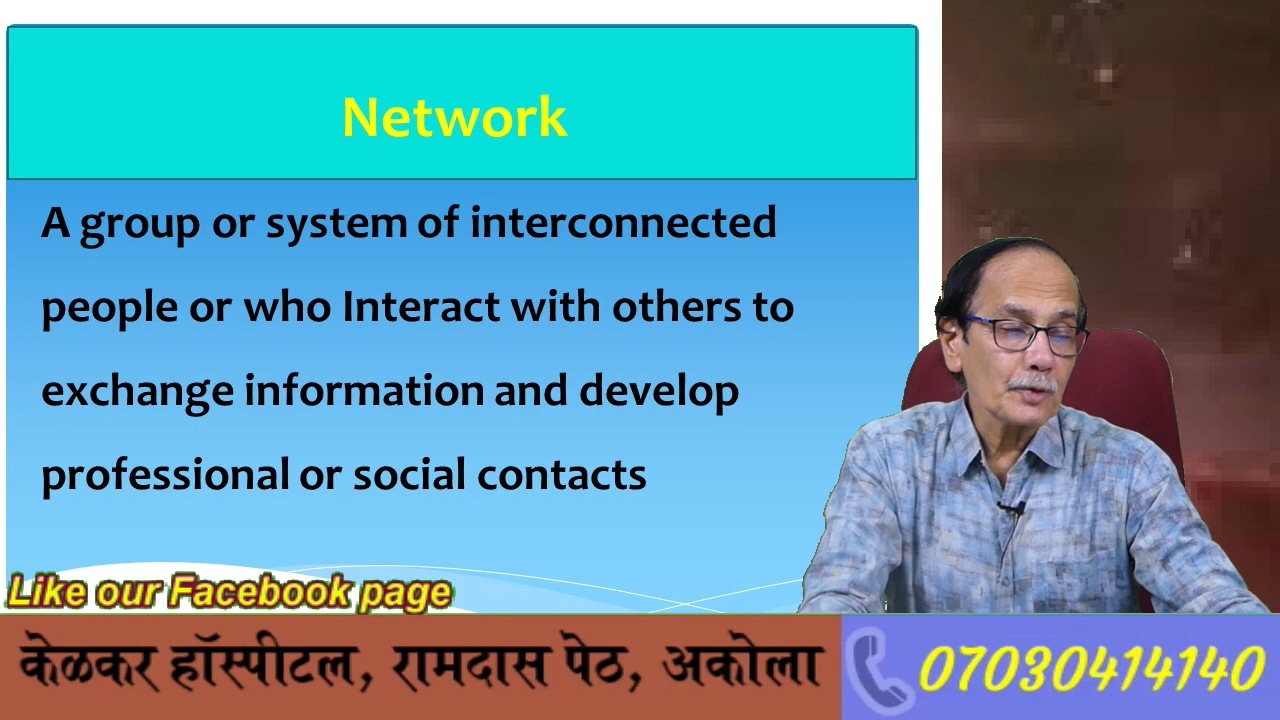 Network
A group or system of interconnected
people or who Interact with others to
exchange information and develop
professional or social contacts
Like our Facebook page
केळकर हॉस्पीटल, रामदास पेठ, अकोला
07030414140